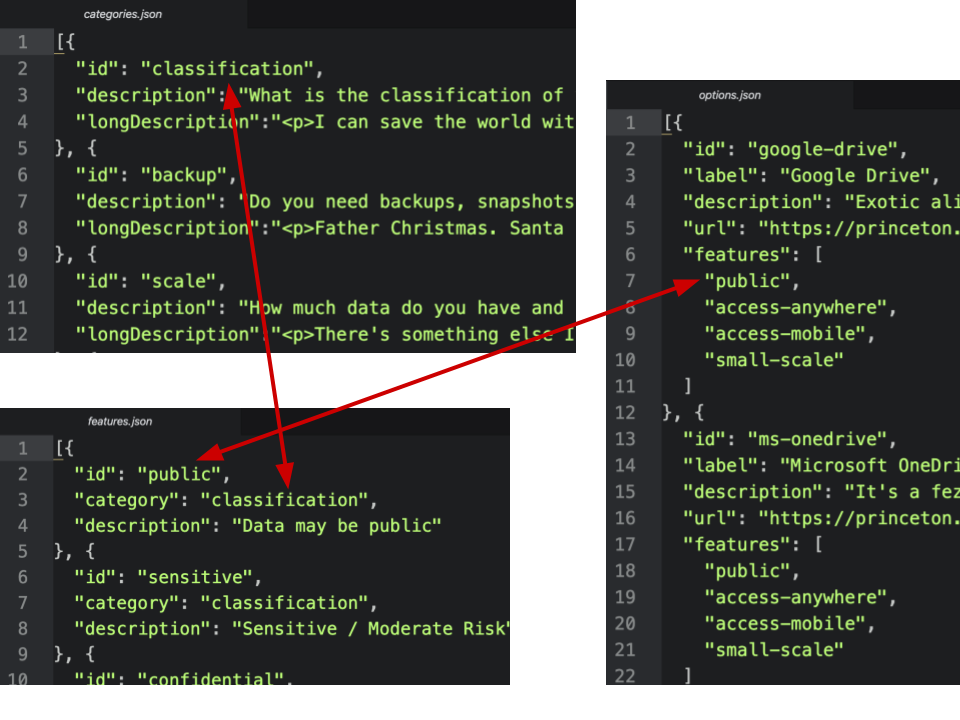 categories.json
1 [{
2 "id": "classification",
3 "description": "What is the classification of
4 "longDescription":"<p>I can save the world wit
5 }, {
6 "id": "backup",
7 "description": "Do you need backups, snapshots
8 "longDescription":"<p>Father Christmas. Santa
9 }, {
10 "id": "scale",
11 "description": "How much data do you have and
12 "longDescription":"<p>There's something else I
features.json
1 [{
2 "id": "public",
3 "category": "classification",
4 "description": "Data may be public"
5 }, {
6 "id": "sensitive",
7 "category": "classification",
8 "description": "Sensitive / Moderate Risk"
9 }, {
10 "id": "confidential",
options.json
1 [{
2 "id": "google-drive",
3 "label": "Google Drive",
4 "description": "Exotic ali
5 "url": "https://princeton.
6 "features": [
7 "public",
8 "access-anywhere",
9 "access-mobile",
10 "small-scale"
11 ]
12 }, {
13 "id": "ms-onedrive",
14 "label": "Microsoft OneDri
15 "description": "It's a fez
16 "url": "https://princeton.
17 "features": [
18 "public",
19 "access-anywhere",
20 "access-mobile",
21 "small-scale"
22 ]